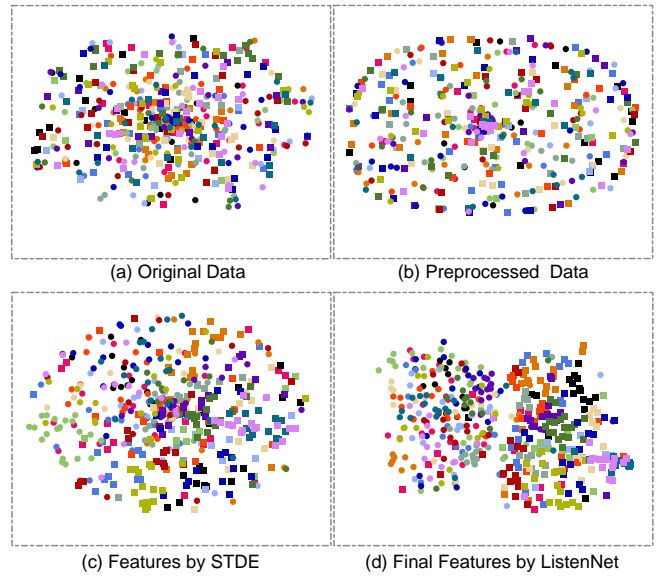 (a) Original Data
(b) Preprocessed Data
(c) Features by STDE
(d) Final Features by ListenNet